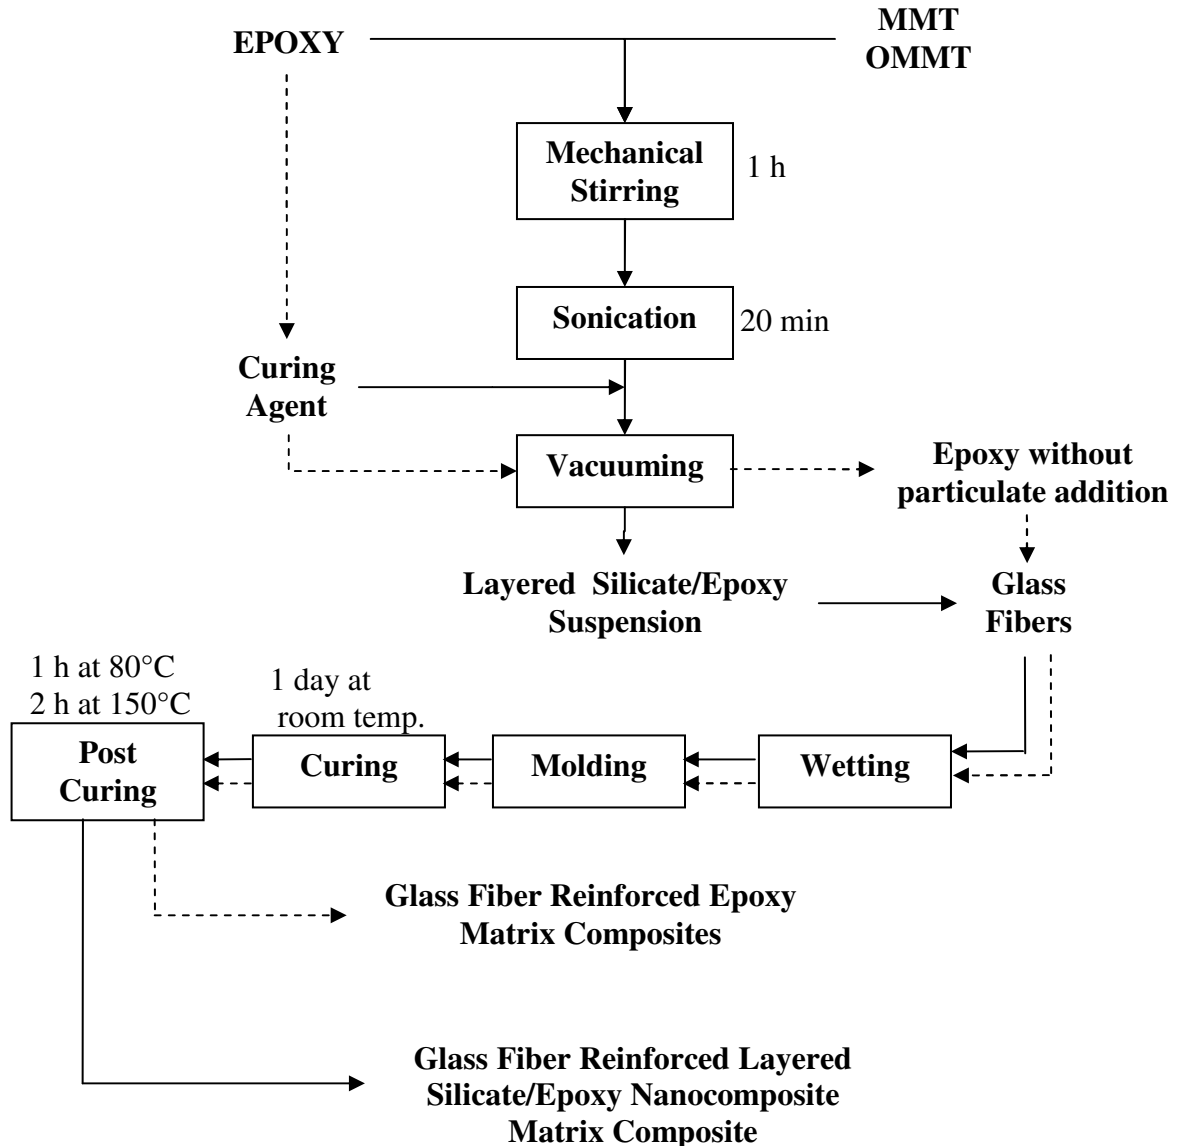 EPOXY
MMT
OMMT
Mechanical
Stirring
1 h
Sonication
20 min
Curing
Agent
Vacuuming
Epoxy without
particulate addition
Layered Silicate/Epoxy
Suspension
Glass
Fibers
1 h at 80°C
2 h at 150°C
1 day at
room temp.
Post
Curing
Curing
Molding
Wetting
Glass Fiber Reinforced Epoxy
Matrix Composites
Glass Fiber Reinforced Layered
Silicate/Epoxy Nanocomposite
Matrix Composite